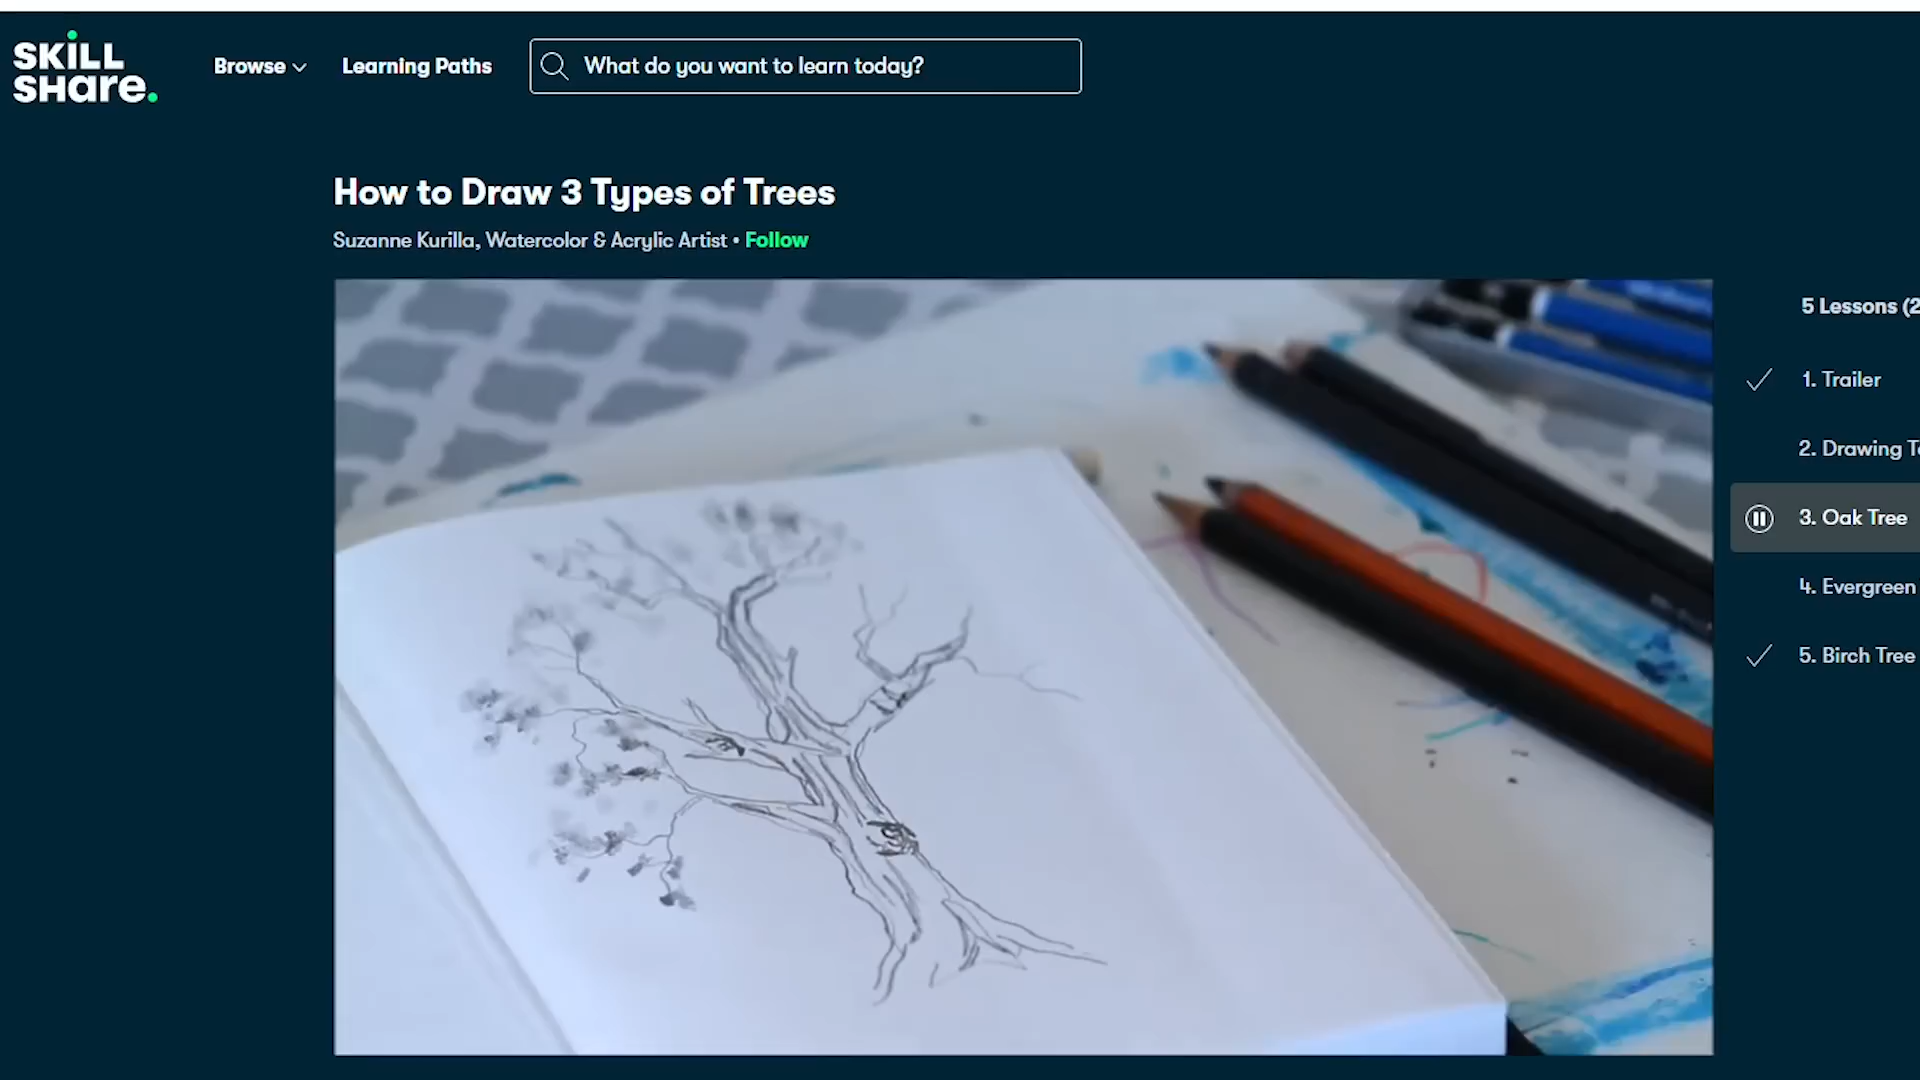 SKILL
SHare.
Browse
Learning Paths
What do you want to learn today?
How to Draw 3 Types of Trees
Suzanne Kurilla, Watercolor & Acrylic Artist • Follow
5 Lessons (2
1. Trailer
2. Drawing
3. Oak Tree
4. Evergreen
5. Birch Tree